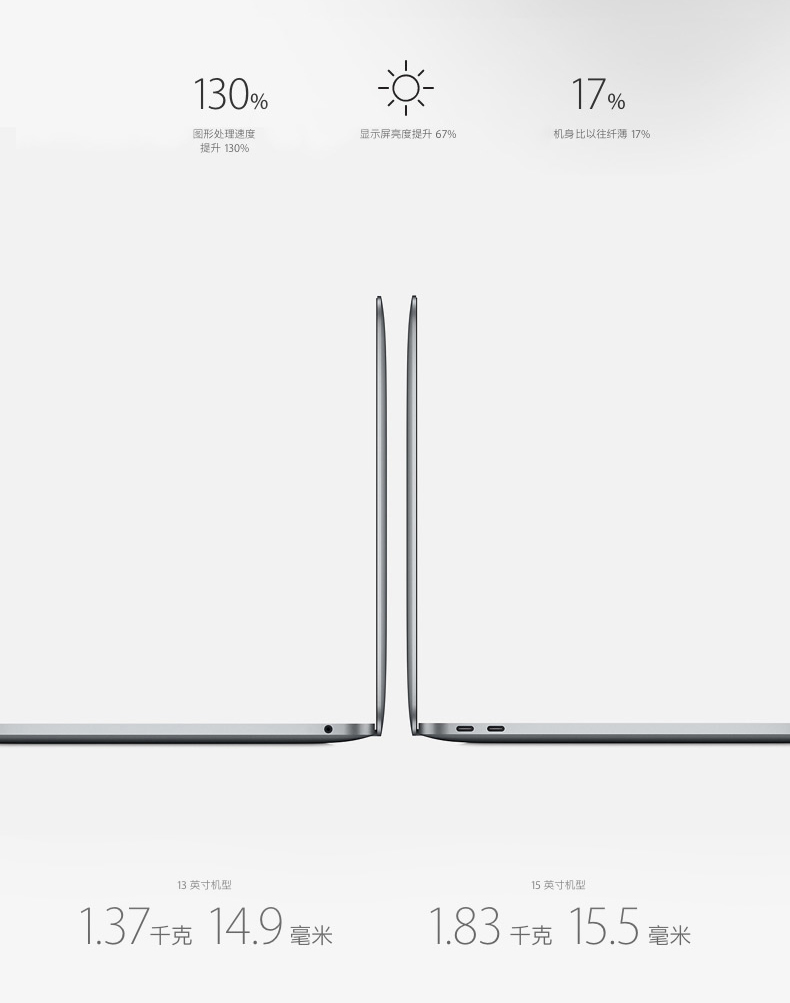 130% 17%
图形处理速度
提升 130%
显示屏亮度提升 67%
机身比以往纤薄 17%
13 英寸机型
1.37千克 14.9 毫米
15 英寸机型
1.83 千克 15.5 毫米